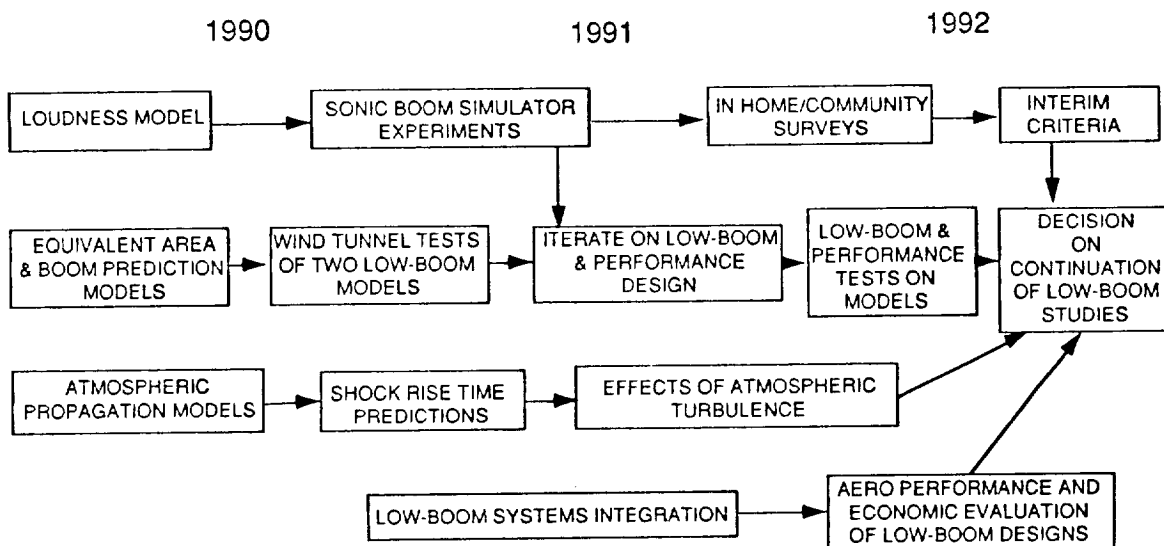 1990
1991
1992
LOUDNESS MODEL
SONIC BOOM SIMULATOR
EXPERIMENTS
IN HOME/COMMUNITY
SURVEYS
INTERIM
CRITERIA
EQUIVALENT AREA
& BOOM PREDICTION
MODELS
WIND TUNNEL TESTS
OF TWO LOW-BOOM
MODELS
ITERATE ON LOW-BOOM
& PERFORMANCE
DESIGN
LOW-BOOM &
PERFORMANCE
TESTS ON
MODELS
DECISION
ON
CONTINUATION
OF LOW-BOOM
STUDIES
ATMOSPHERIC
PROPAGATION MODELS
SHOCK RISE TIME
PREDICTIONS
EFFECTS OF ATMOSPHERIC
TURBULENCE
LOW-BOOM SYSTEMS INTEGRATION
AERO PERFORMANCE AND
ECONOMIC EVALUATION
OF LOW-BOOM DESIGNS